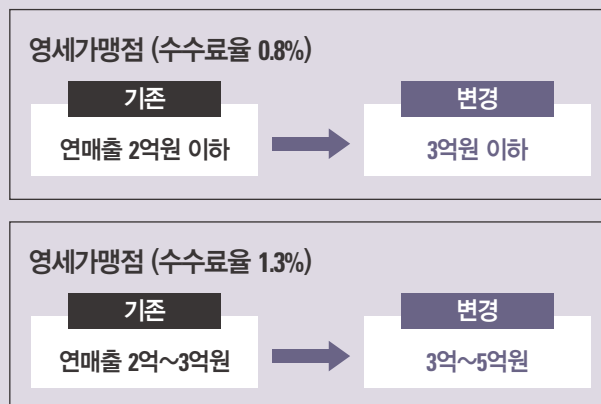 영세가맹점 (수수료율 0.8%)
기존
변경
연매출 2억원 이하
3억원 이하
영세가맹점 (수수료율 1.3%)
기존
변경
연매출 2억~3억원
3억~5억원